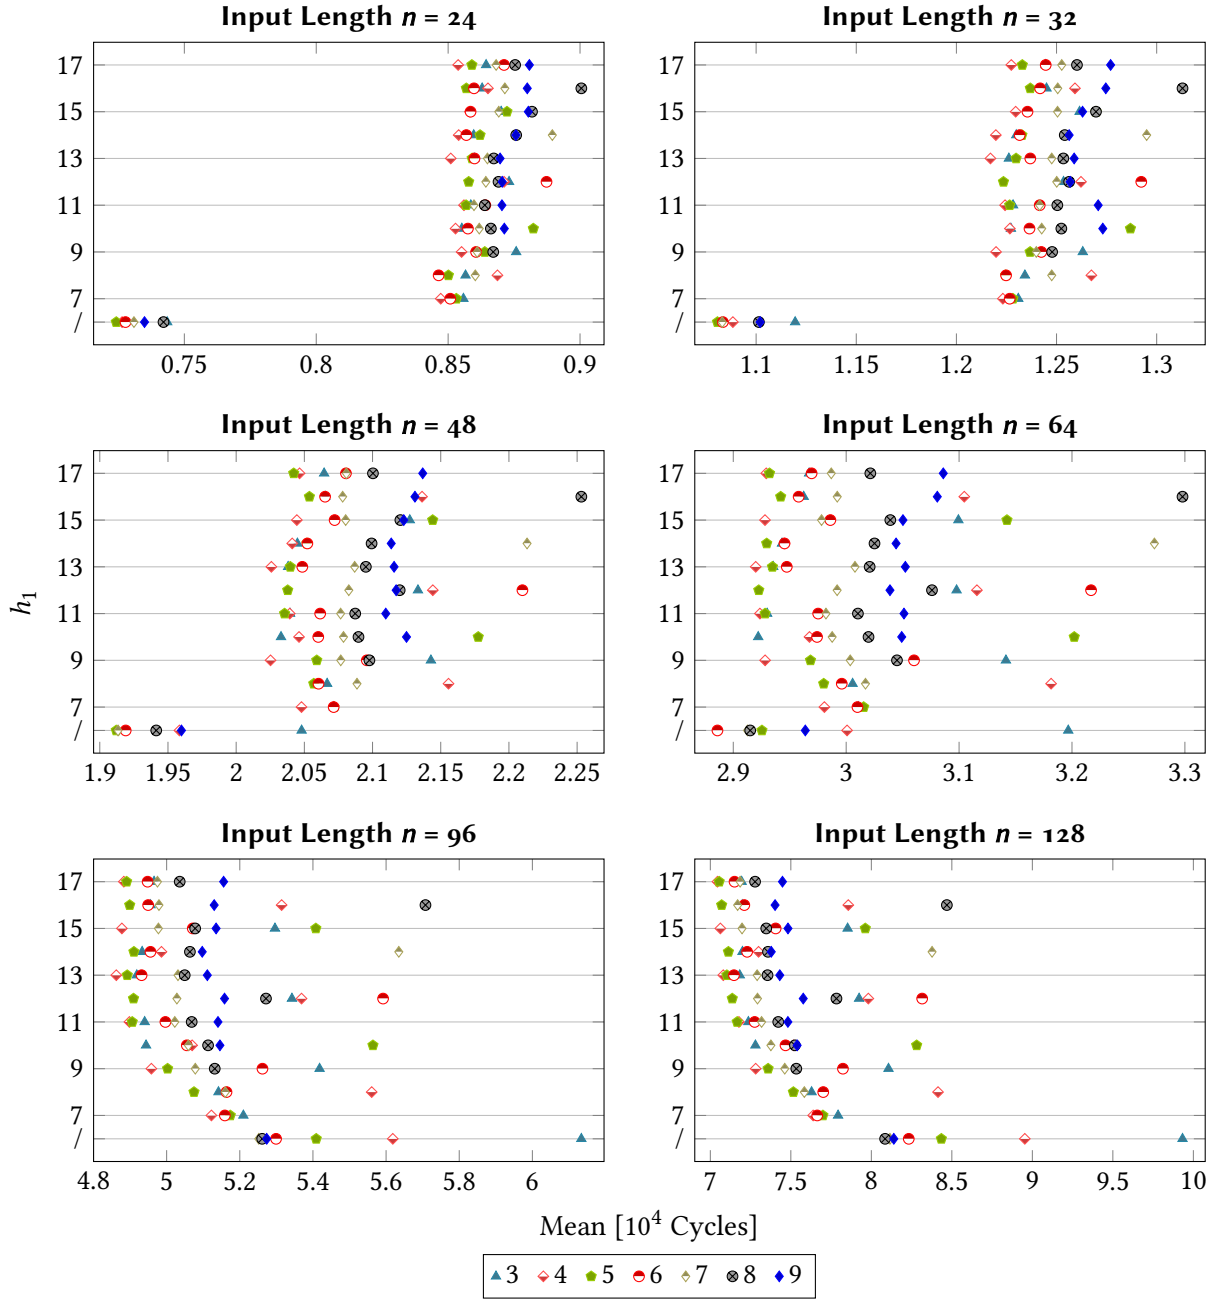 Input Length n = 24
Input Length n = 32
17
15
13
11
9
7
/
0.75 0.8 0.85 0.9
17
15
13
11
9
7
/
1.1 1.15 1.2 1.25 1.3
Input Length n = 48
Input Length n = 64
h1
17
15
13
11
9
7
/
1.9 1.95 2 2.05 2.1 2.15 2.2 2.25
17
15
13
11
9
7
/
2.9 3 3.1 3.2 3.3
Input Length n = 96
Input Length n = 128
17
15
13
11
9
7
/
4.8 5 5.2 5.4 5.6 5.8 6
17
15
13
11
9
7
/
7 7.5 8 8.5 9 9.5 10
Mean [10⁴ Cycles]
3 4 5 6 7 8 9